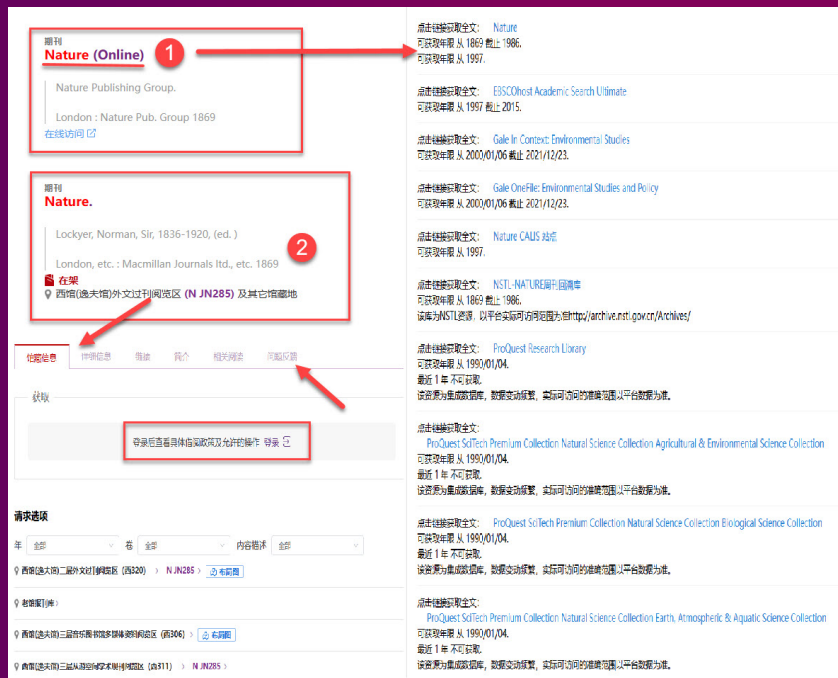 期刊
Nature (Online)
1
Nature Publishing Group.
London : Nature Pub. Group 1869
在线访问
期刊
Nature.
Lockyer, Norman, Sir, 1836-1920, (ed. )
2
London, etc. : Macmillan Journals ltd., etc. 1869
在架
西馆(逸夫馆)外文过刊阅览区 (N JN285) 及其它馆藏地
馆藏信息 详细信息 链接 简介 相关阅读 问题反馈
获取
登录后查看具体借阅政策及允许的操作 登录
请求选项
年 全部 卷 全部 内容描述 全部
西馆(逸夫馆)二层外文过刊阅览区 (西320) > N JN285 > 布局图
老馆报刊库 >
西馆(逸夫馆)三层音乐图书馆多媒体资料阅览区 (西306) > 布局图
西馆(逸夫馆)三层从游空间学术现刊阅览区 (西311) > N JN285 >
点击链接获取全文: Nature
可获取年限 从 1869 截止 1986.
可获取年限 从 1997.
点击链接获取全文: EBSCOhost Academic Search Ultimate
可获取年限 从 1997 截止 2015.
点击链接获取全文: Gale In Context: Environmental Studies
可获取年限 从 2000/01/06 截止 2021/12/23.
点击链接获取全文: Gale OneFile: Environmental Studies and Policy
可获取年限 从 2000/01/06 截止 2021/12/23.
点击链接获取全文: Nature CALIS 站点
可获取年限 从 1997.
点击链接获取全文: NSTL-NATURE周刊回溯库
可获取年限 从 1869 截止 1986.
该库为NSTL资源，以平台实际可访问范围为准http://archive.nstl.gov.cn/Archives/
点击链接获取全文: ProQuest Research Library
可获取年限 从 1990/01/04.
最近 1 年 不可获取.
该资源为集成数据库，数据变动频繁，实际可访问的准确范围以平台数据为准。
点击链接获取全文:
ProQuest SciTech Premium Collection Natural Science Collection Agricultural & Environmental Science Collection
可获取年限 从 1990/01/04.
最近 1 年 不可获取.
该资源为集成数据库，数据变动频繁，实际可访问的准确范围以平台数据为准。
点击链接获取全文: ProQuest SciTech Premium Collection Natural Science Collection Biological Science Collection
可获取年限 从 1990/01/04.
最近 1 年 不可获取.
该资源为集成数据库，数据变动频繁，实际可访问的准确范围以平台数据为准。
点击链接获取全文:
ProQuest SciTech Premium Collection Natural Science Collection Earth, Atmospheric & Aquatic Science Collection
可获取年限 从 1990/01/04.
最近 1 年 不可获取.
该资源为集成数据库，数据变动频繁，实际可访问的准确范围以平台数据为准。